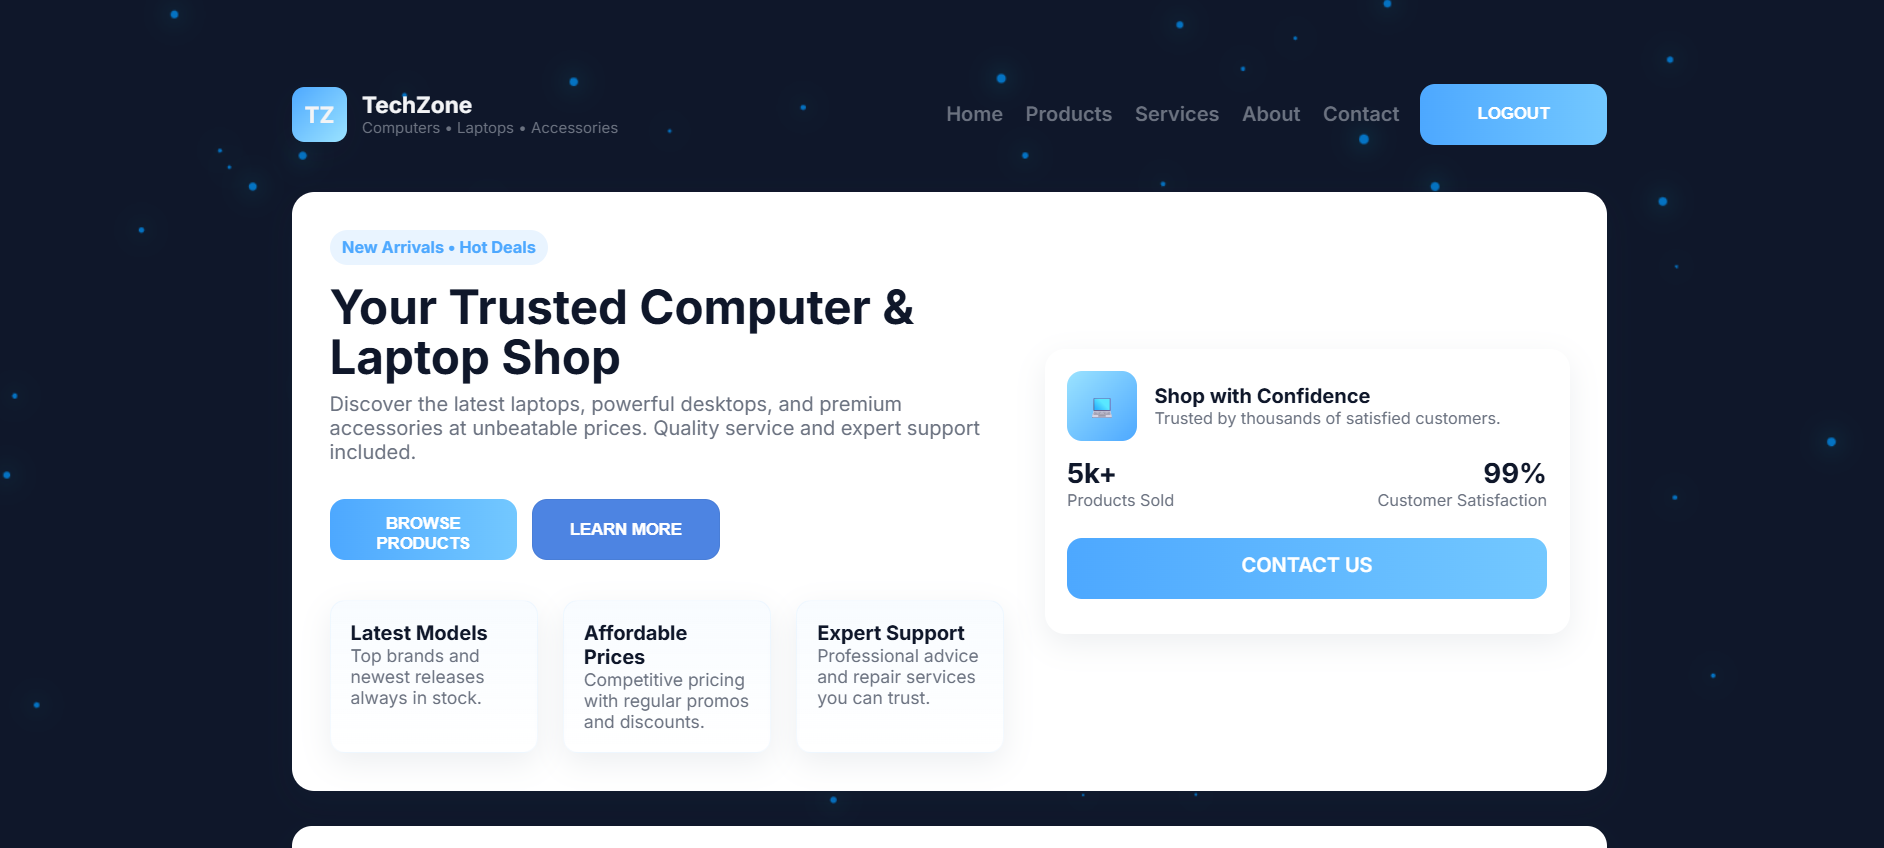 TZ
TechZone
Computers • Laptops • Accessories
Home
Products
Services
About
Contact
LOGOUT
New Arrivals • Hot Deals
Your Trusted Computer &
Laptop Shop
Discover the latest laptops, powerful desktops, and premium
accessories at unbeatable prices. Quality service and expert support
included.
BROWSE
PRODUCTS
LEARN MORE
Latest Models
Top brands and
newest releases
always in stock.
Affordable
Prices
Competitive pricing
with regular promos
and discounts.
Expert Support
Professional advice
and repair services
you can trust.
Shop with Confidence
Trusted by thousands of satisfied customers.
5k+
Products Sold
99%
Customer Satisfaction
CONTACT US